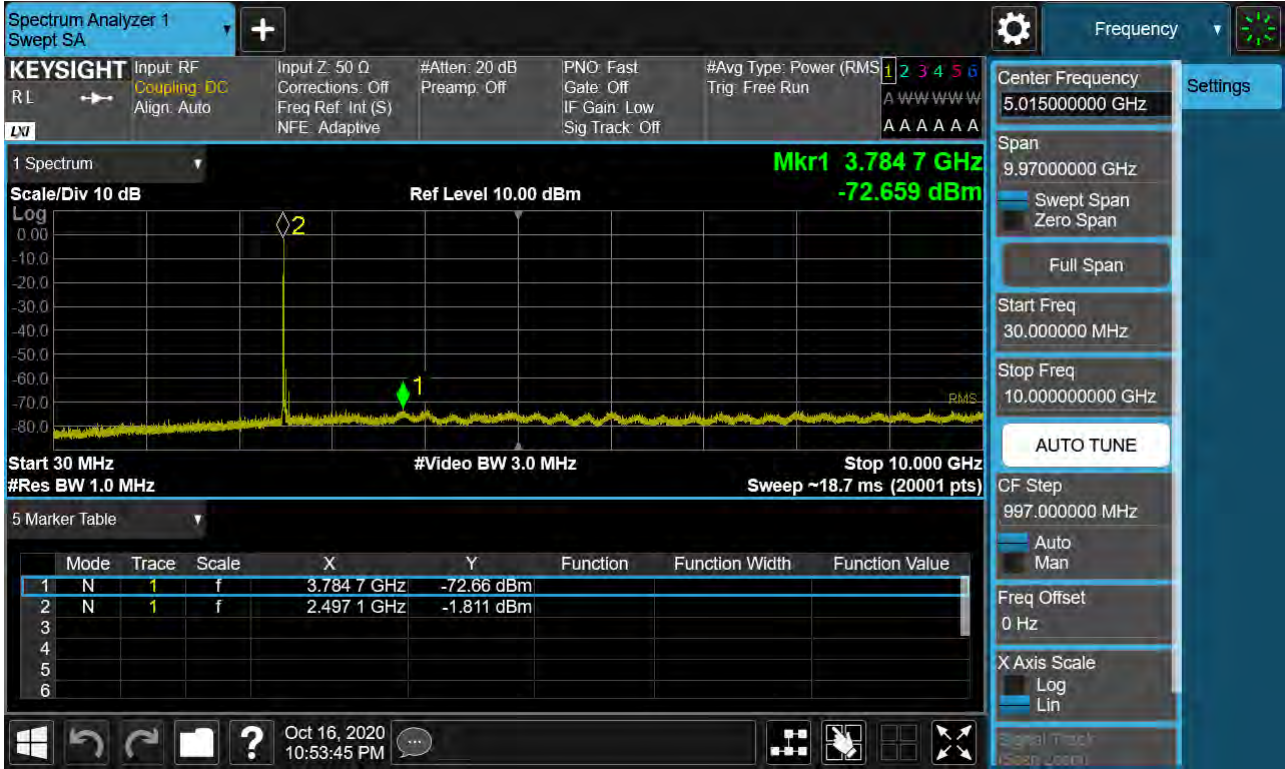 Spectrum Analyzer 1
Swept SA
+
Frequency
KEYSIGHT
RL
LXI
Input: RF
Coupling: DC
Align: Auto
Input Z: 50 Ω
Corrections: Off
Freq Ref: Int (S)
NFE: Adaptive
#Atten: 20 dB
Preamp: Off
PNO: Fast
Gate: Off
IF Gain: Low
Sig Track: Off
#Avg Type: Power (RMS
Trig: Free Run
1 2 3 4 5 6
A W W W W W
A A A A A A
Center Frequency
5.015000000 GHz
Settings
1 Spectrum
Mkr1 3.784 7 GHz
-72.659 dBm
Scale/Div 10 dB
Ref Level 10.00 dBm
Log
0.00
-10.0
-20.0
-30.0
-40.0
-50.0
-60.0
-70.0
-80.0
2
1
RMS
Start 30 MHz
#Video BW 3.0 MHz
Stop 10.000 GHz
#Res BW 1.0 MHz
Sweep ~18.7 ms (20001 pts)
Span
9.97000000 GHz
Swept Span
Zero Span
Full Span
Start Freq
30.000000 MHz
Stop Freq
10.000000000 GHz
AUTO TUNE
CF Step
997.000000 MHz
Auto
Man
Freq Offset
0 Hz
X Axis Scale
Log
Lin
Signal Track
(Span Zoom)
5 Marker Table
Mode Trace Scale X Y Function Function Width Function Value
1 N 1 f 3.784 7 GHz -72.66 dBm
2 N 1 f 2.497 1 GHz -1.811 dBm
3
4
5
6
?
Oct 16, 2020
10:53:45 PM